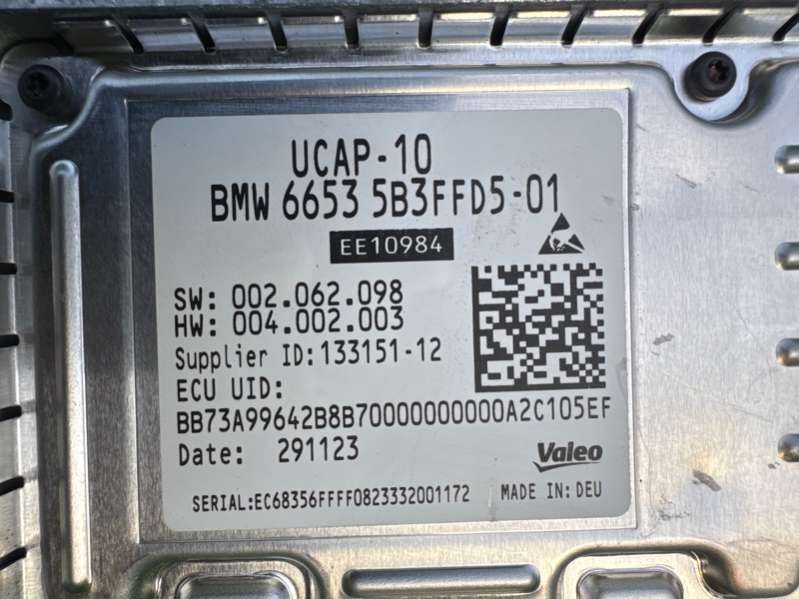 UCAP-10
BMW 6653 5B3FFD5-01
EE10984
SW: 002.062.098
HW: 004.002.003
Supplier ID:133151-12
ECU UID:
BB73A99642B8B70000000000A2C105EF
Date: 291123
Valeo
SERIAL:EC68356FFFF0823332001172 MADE IN: DEU